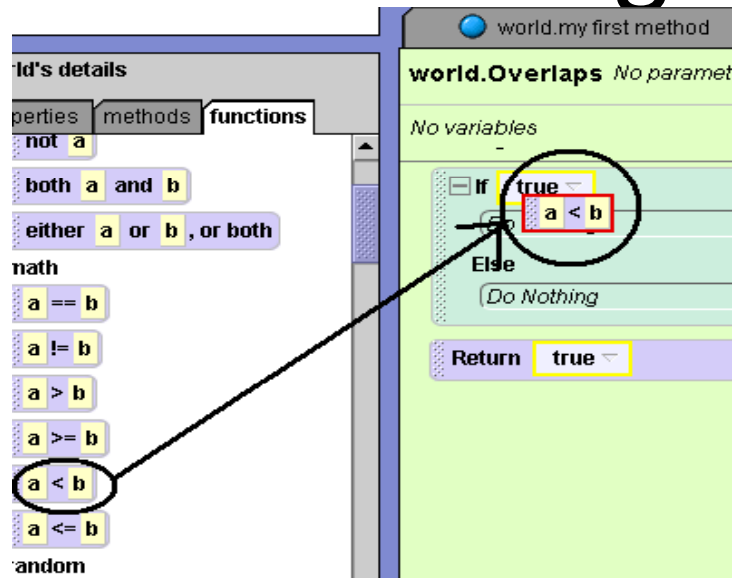 g
world.my first method
rld's details
perties methods functions
world.Overlaps No paramet
No variables
not a
both a and b
either a or b , or both
math
a == b
a != b
a > b
a >= b
a < b
a <= b
random
If true
a < b
Else
Do Nothing
Return true